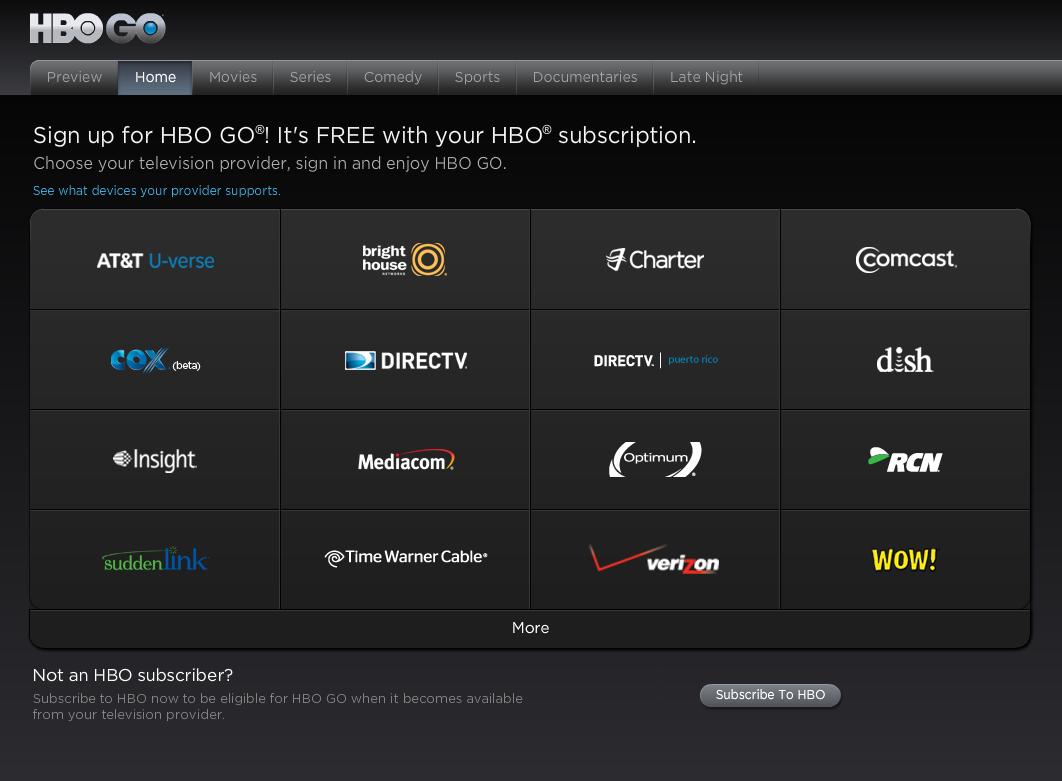 HBO GO
Preview Home Movies Series Comedy Sports Documentaries Late Night
Sign up for HBO GO®! It's FREE with your HBO® subscription.
Choose your television provider, sign in and enjoy HBO GO.
See what devices your provider supports.
AT&T U-verse
bright house NETWORKS
Charter
Comcast
COX (beta)
DIRECTV
DIRECTV | puerto rico
dish
Insight
Mediacom
Optimum
RCN
suddenlink
Time Warner Cable®
verizon
WOW!
More
Not an HBO subscriber?
Subscribe to HBO now to be eligible for HBO GO when it becomes available
from your television provider.
Subscribe To HBO